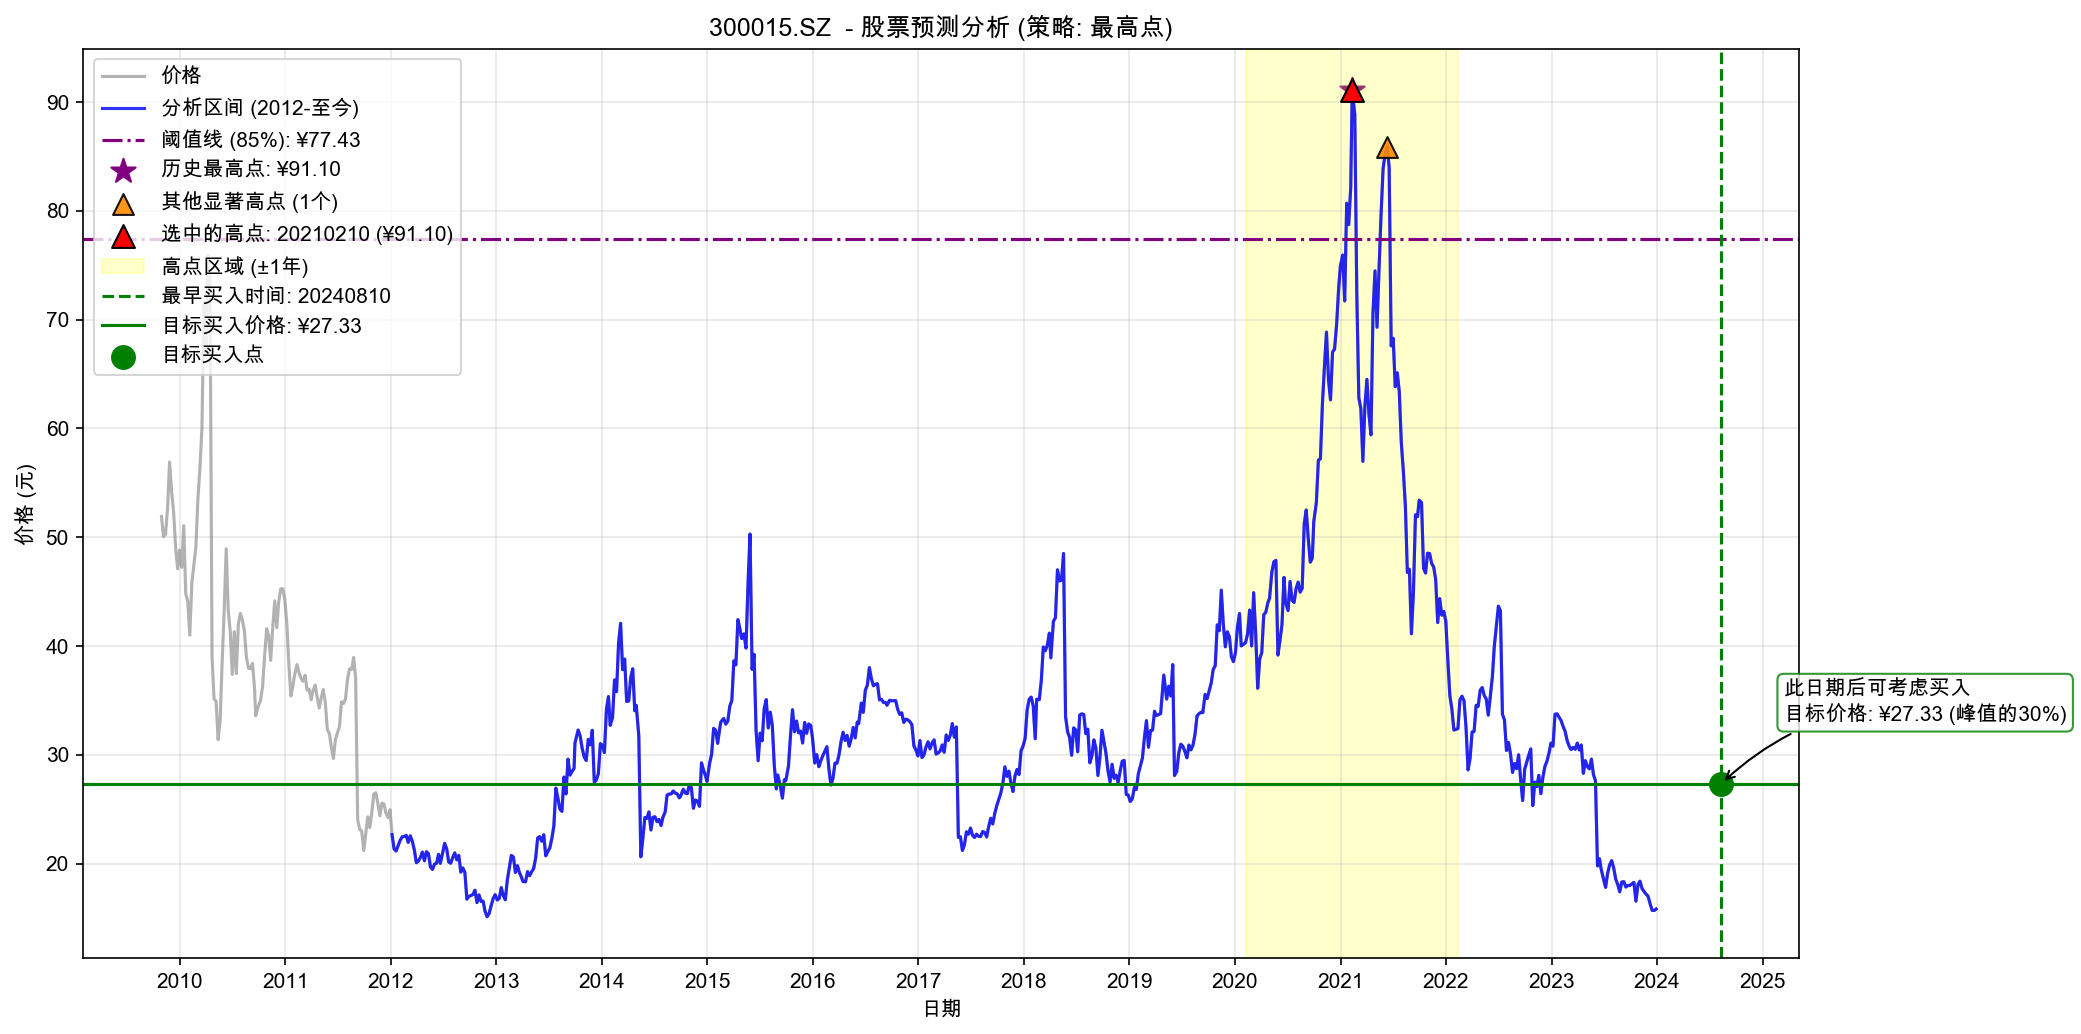 300015.SZ - 股票预测分析 (策略: 最高点)
价格
分析区间 (2012-至今)
阈值线 (85%): ¥77.43
历史最高点: ¥91.10
其他显著高点 (1个)
选中的高点: 20210210 (¥91.10)
高点区域 (±1年)
最早买入时间: 20240810
目标买入价格: ¥27.33
目标买入点
90
80
70
60
50
40
30
20
价格 (元)
此日期后可考虑买入
目标价格: ¥27.33 (峰值的30%)
2010 2011 2012 2013 2014 2015 2016 2017 2018 2019 2020 2021 2022 2023 2024 2025
日期